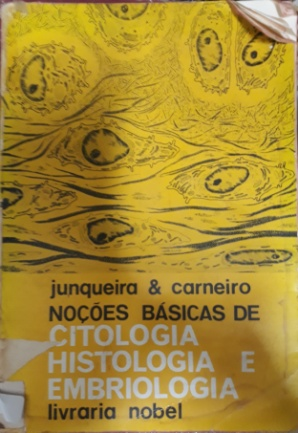 junqueira & carneiro
NOÇÕES BÁSICAS DE
CITOLOGIA
HISTOLOGIA E
EMBRIOLOGIA
livraria nobel